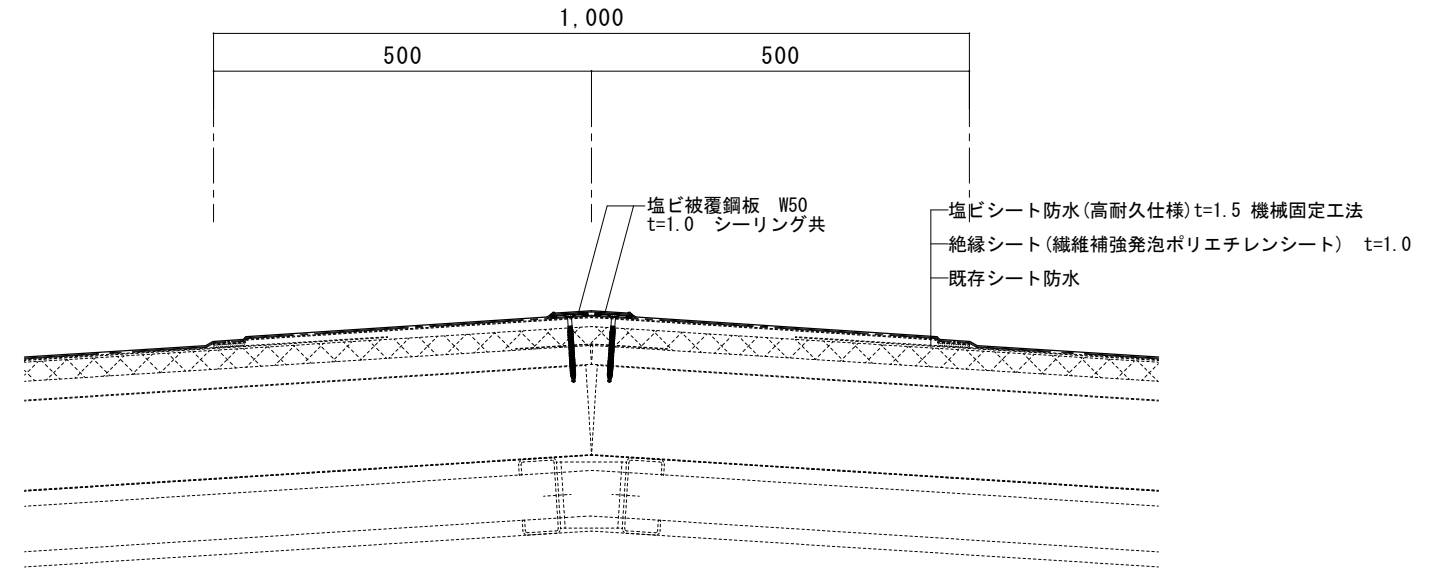 1,000
500
500
塩ビ被覆鋼板　W50
t=1.0　シーリング共
塩ビシート防水(高耐久仕様)t=1.5 機械固定工法
絶縁シート(繊維補強発泡ポリエチレンシート)　t=1.0
既存シート防水